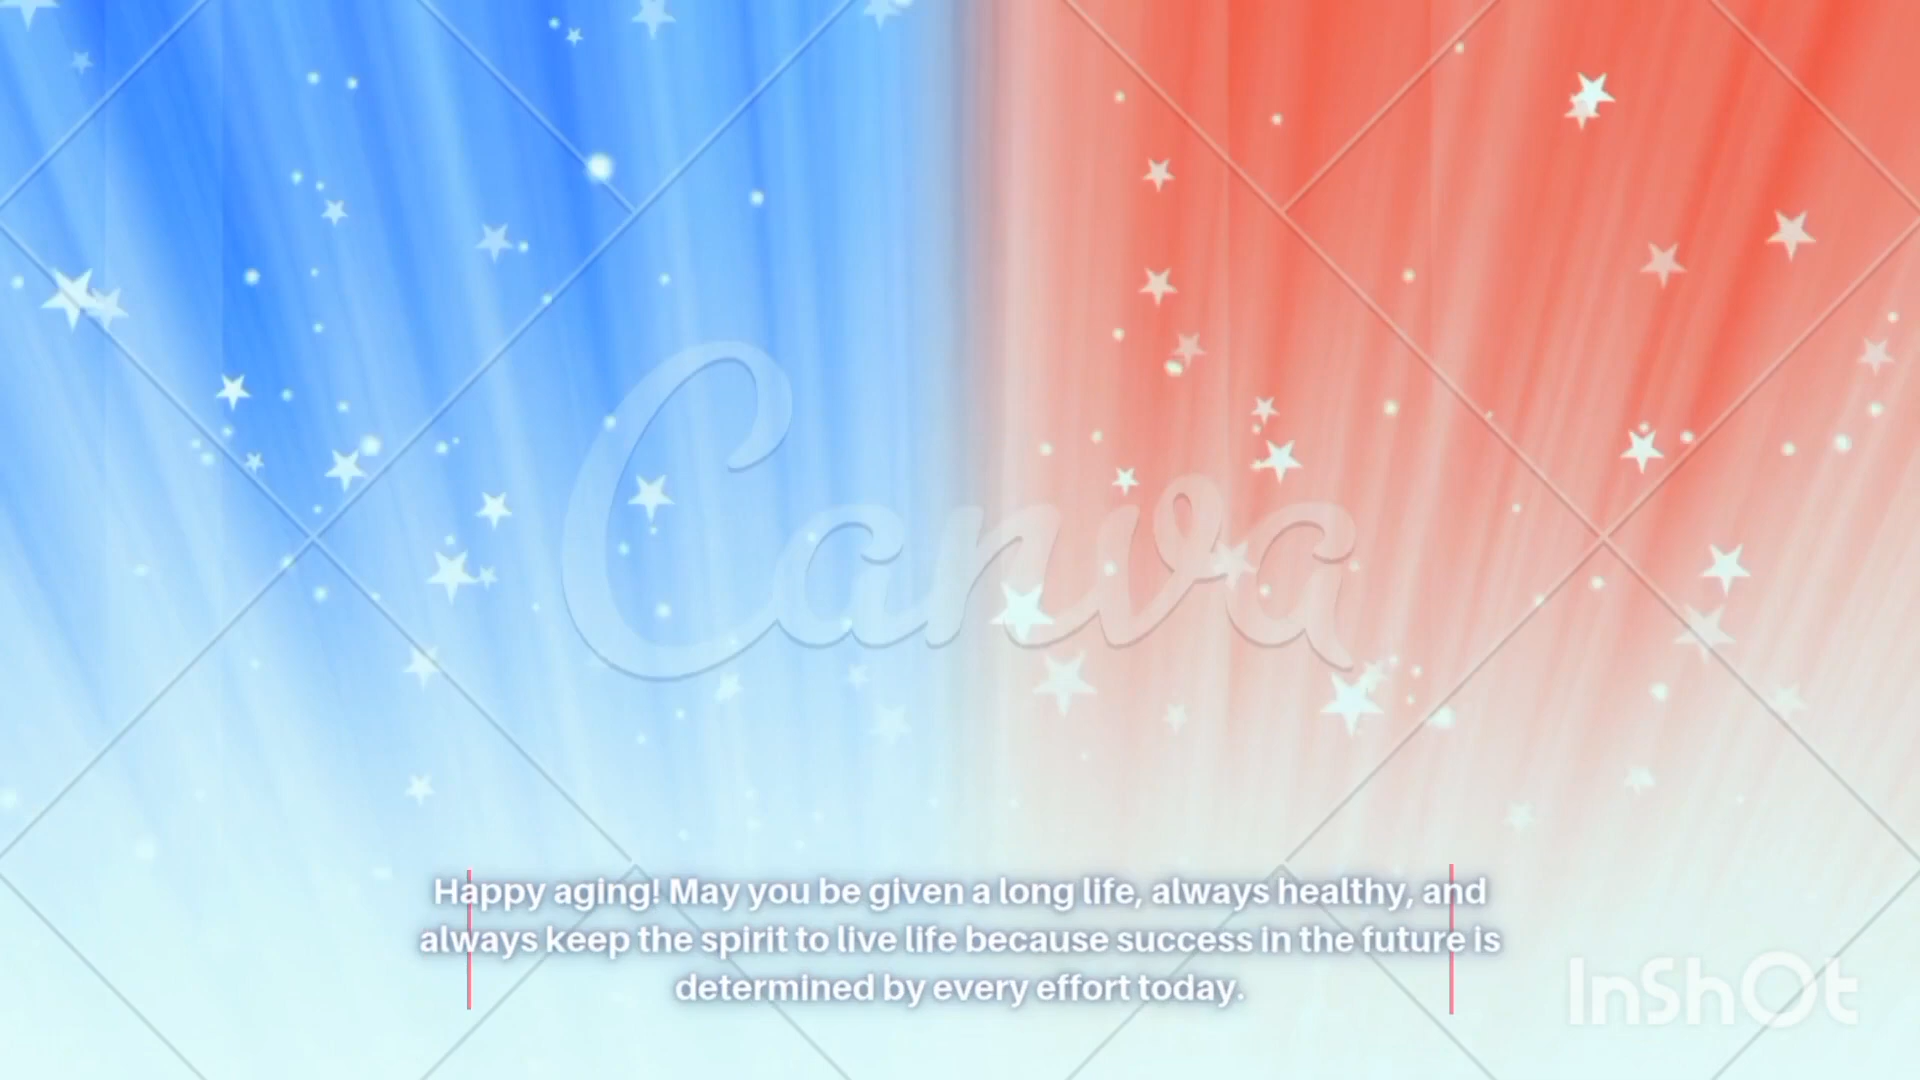 Canva
Happy aging! May you be given a long life, always healthy, and
always keep the spirit to live life because success in the future is
determined by every effort today.
InShOt